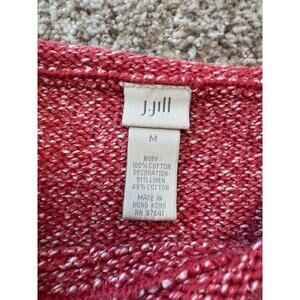 J.Jill
M
BODY:
100% COTTON
DECORATION:
51% LINEN
49% COTTON
MADE IN
HONG KONG
RN 97641